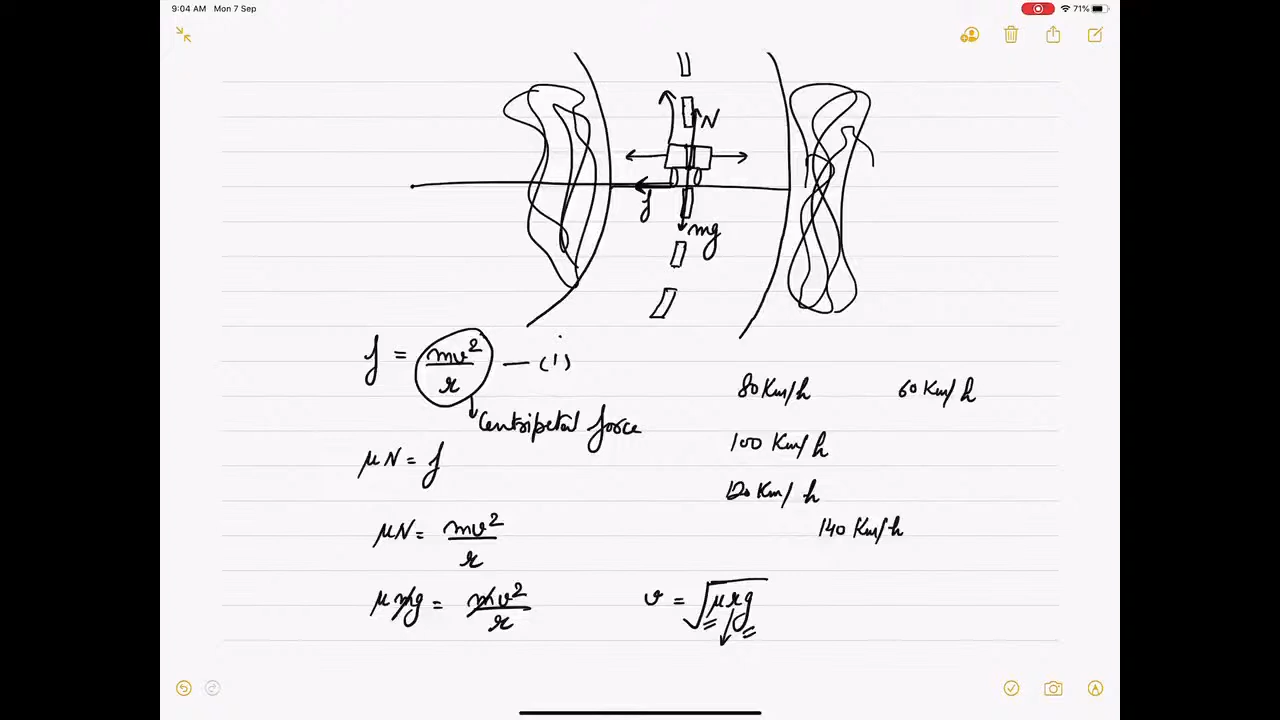 9:04 AM Mon 7 Sep
71%
N
f
mg
f = mv²/r — (i)
Centripetal force
80 Km/h
60 Km/h
100 Km/h
μN = f
120 Km/h
140 Km/h
μN = mv²/r
μmg = mv²/r
v = √μrg